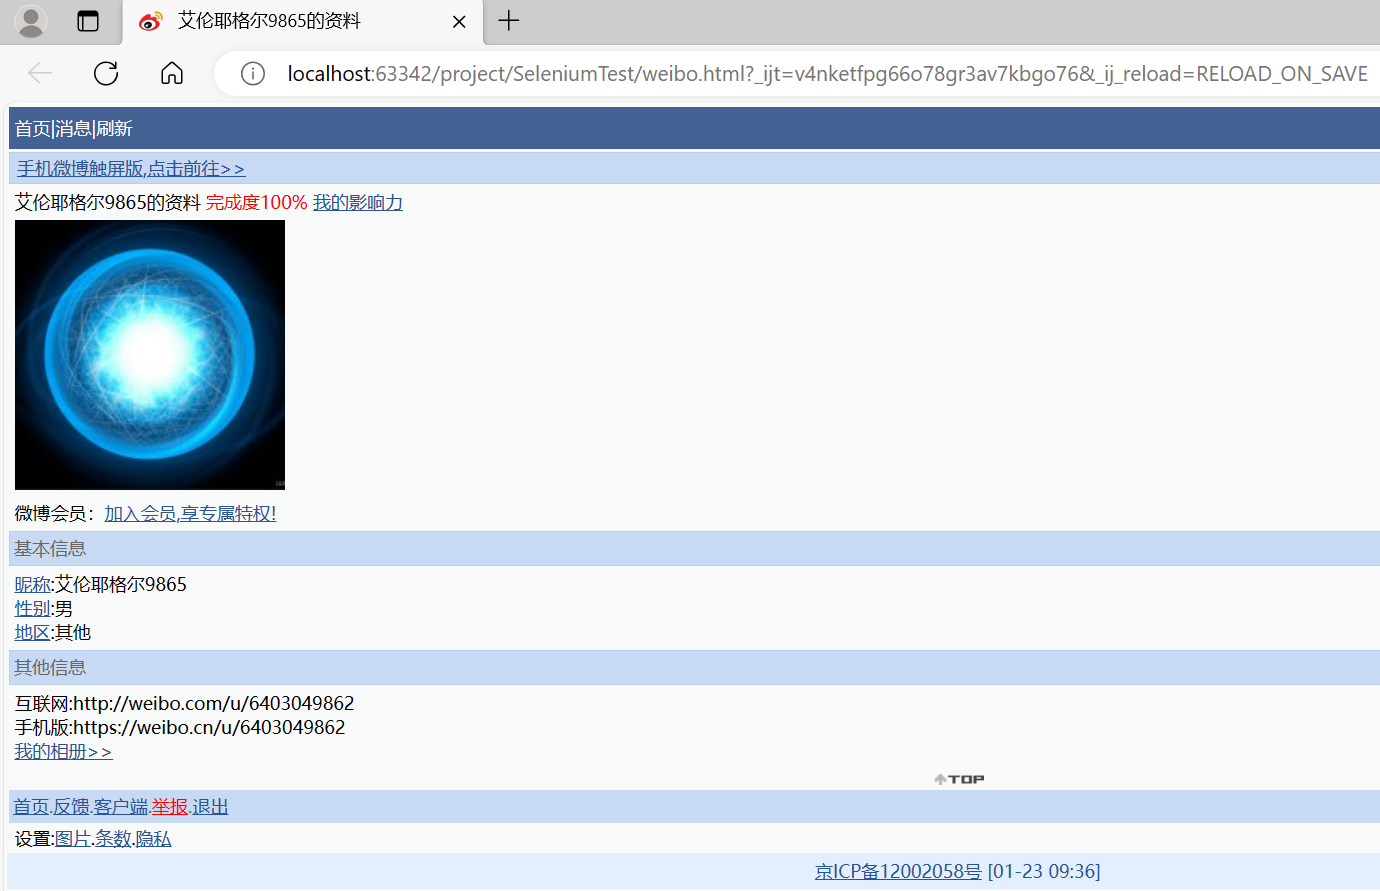 艾伦耶格尔9865的资料
localhost:63342/project/SeleniumTest/weibo.html?_ijt=v4nketfpg66o78gr3av7kbgo76&_ij_reload=RELOAD_ON_SAVE
首页|消息|刷新
手机微博触屏版,点击前往>>
艾伦耶格尔9865的资料 完成度100% 我的影响力
微博会员：加入会员,享专属特权!
基本信息
昵称:艾伦耶格尔9865
性别:男
地区:其他
其他信息
互联网:http://weibo.com/u/6403049862
手机版:https://weibo.cn/u/6403049862
我的相册>>
TOP
首页.反馈.客户端.举报.退出
设置:图片.条数.隐私
京ICP备12002058号 [01-23 09:36]